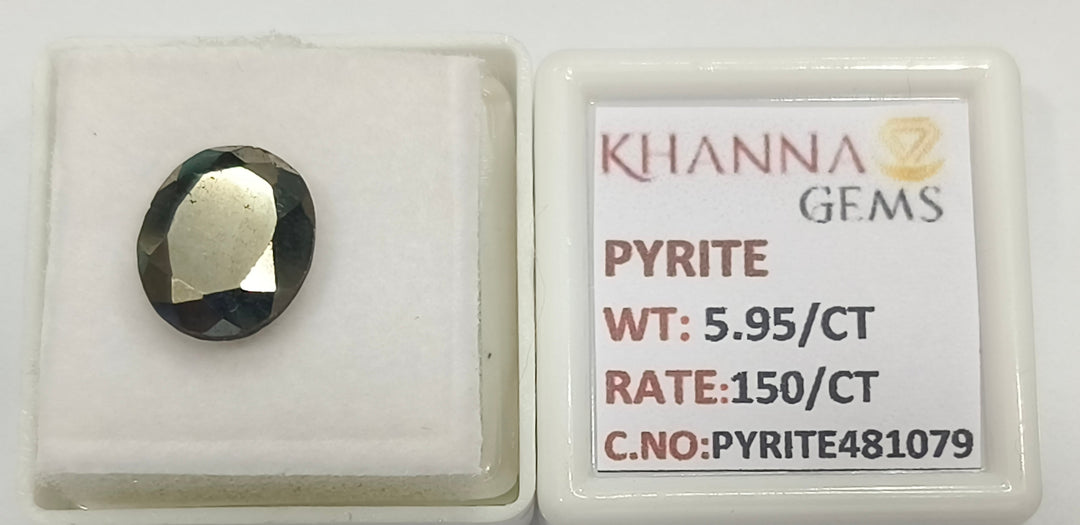 KHANNA
GEMS
PYRITE
WT: 5.95/CT
RATE:150/CT
C.NO:PYRITE481079